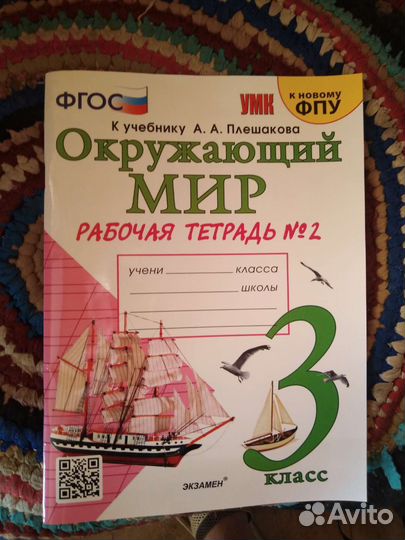 ФГОС
УМК
к новому
ФПУ
К учебнику А. А. Плешакова
Окружающий
МИР
РАБОЧАЯ ТЕТРАДЬ №2
учени класса
школы
3
класс
ЭКЗАМЕН®
Avito